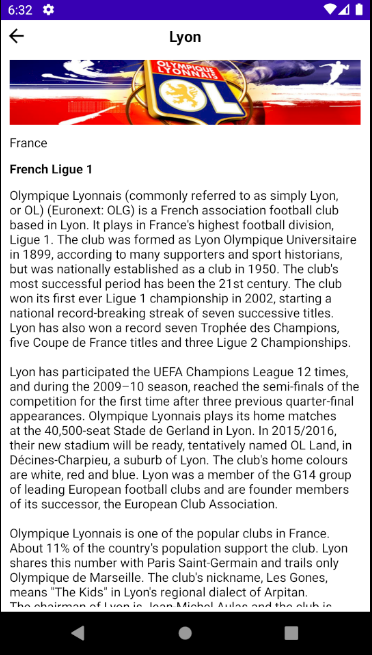 6:32
Lyon
OLYMPIQUE
LYONNAIS
OL
France
French Ligue 1
Olympique Lyonnais (commonly referred to as simply Lyon,
or OL) (Euronext: OLG) is a French association football club
based in Lyon. It plays in France's highest football division,
Ligue 1. The club was formed as Lyon Olympique Universitaire
in 1899, according to many supporters and sport historians,
but was nationally established as a club in 1950. The club's
most successful period has been the 21st century. The club
won its first ever Ligue 1 championship in 2002, starting a
national record-breaking streak of seven successive titles.
Lyon has also won a record seven Trophée des Champions,
five Coupe de France titles and three Ligue 2 Championships.
Lyon has participated the UEFA Champions League 12 times,
and during the 2009–10 season, reached the semi-finals of the
competition for the first time after three previous quarter-final
appearances. Olympique Lyonnais plays its home matches
at the 40,500-seat Stade de Gerland in Lyon. In 2015/2016,
their new stadium will be ready, tentatively named OL Land, in
Décines-Charpieu, a suburb of Lyon. The club's home colours
are white, red and blue. Lyon was a member of the G14 group
of leading European football clubs and are founder members
of its successor, the European Club Association.
Olympique Lyonnais is one of the popular clubs in France.
About 11% of the country's population support the club. Lyon
shares this number with Paris Saint-Germain and trails only
Olympique de Marseille. The club's nickname, Les Gones,
means "The Kids" in Lyon's regional dialect of Arpitan.
The chairman of Lyon is Jean-Michel Aulas and the club is